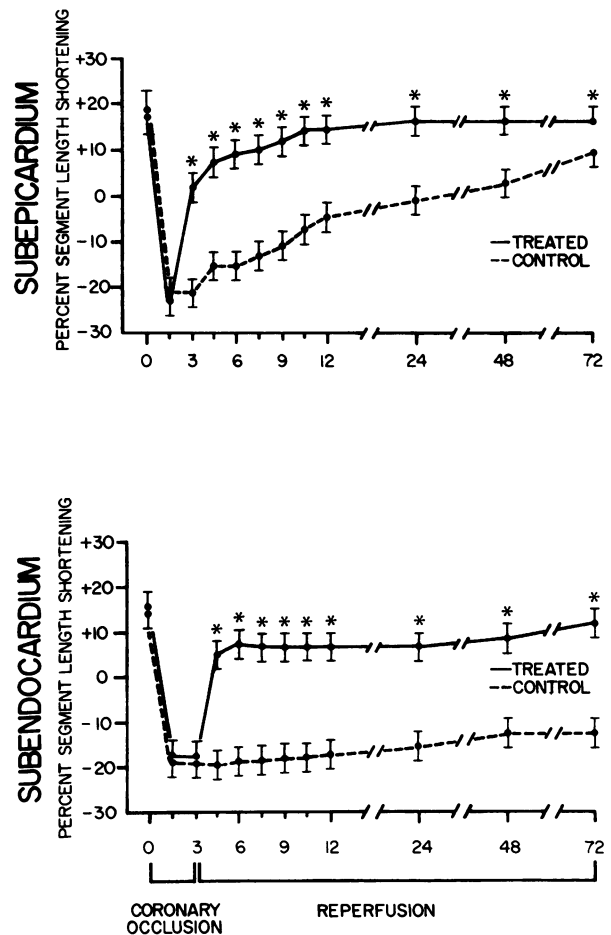 SUBEPICARDIUM
PERCENT SEGMENT LENGTH SHORTENING
+30
+20
+10
0
-10
-20
-30
* * * * * * * * * * *
TREATED
CONTROL
0 3 6 9 12 24 48 72
SUBENDOCARDIUM
PERCENT SEGMENT LENGTH SHORTENING
+30
+20
+10
0
-10
-20
-30
* * * * * * * * *
TREATED
CONTROL
0 3 6 9 12 24 48 72
CORONARY
OCCLUSION
REPERFUSION